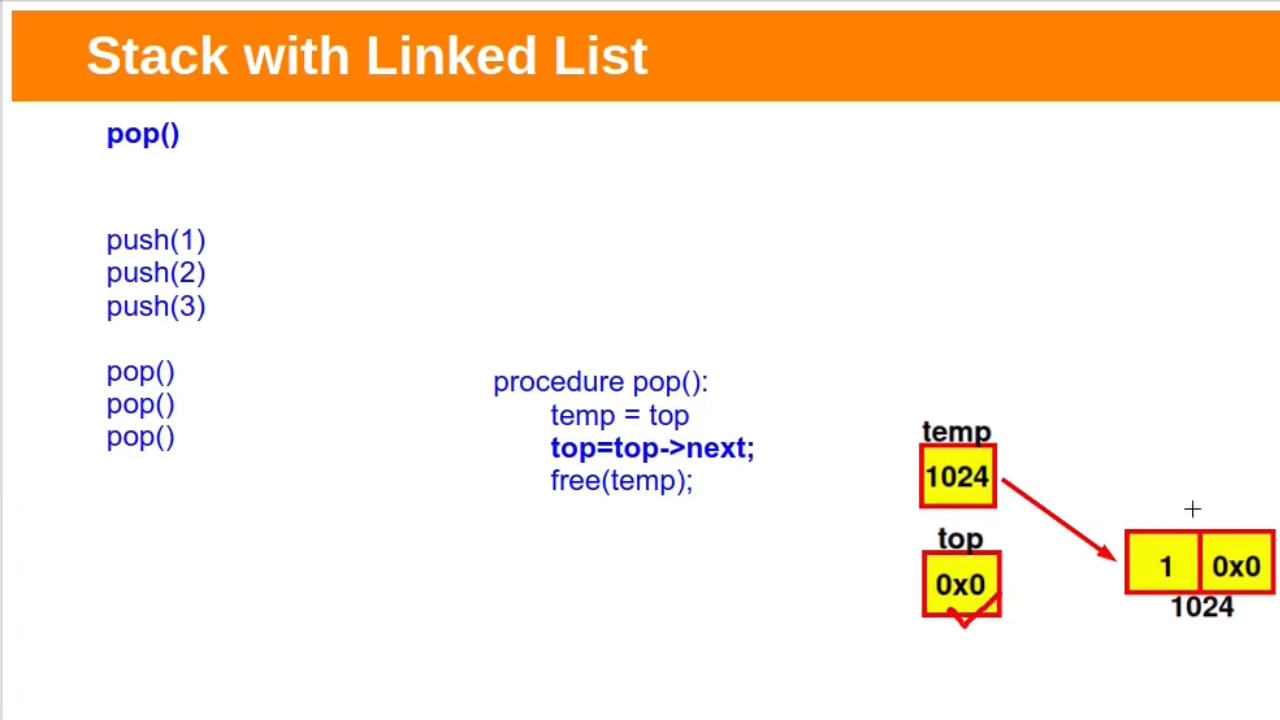 Stack with Linked List
pop()
push(1)
push(2)
push(3)
pop()
pop()
pop()
procedure pop():
temp = top
top=top->next;
free(temp);
temp
1024
top
0x0
1 0x0
1024